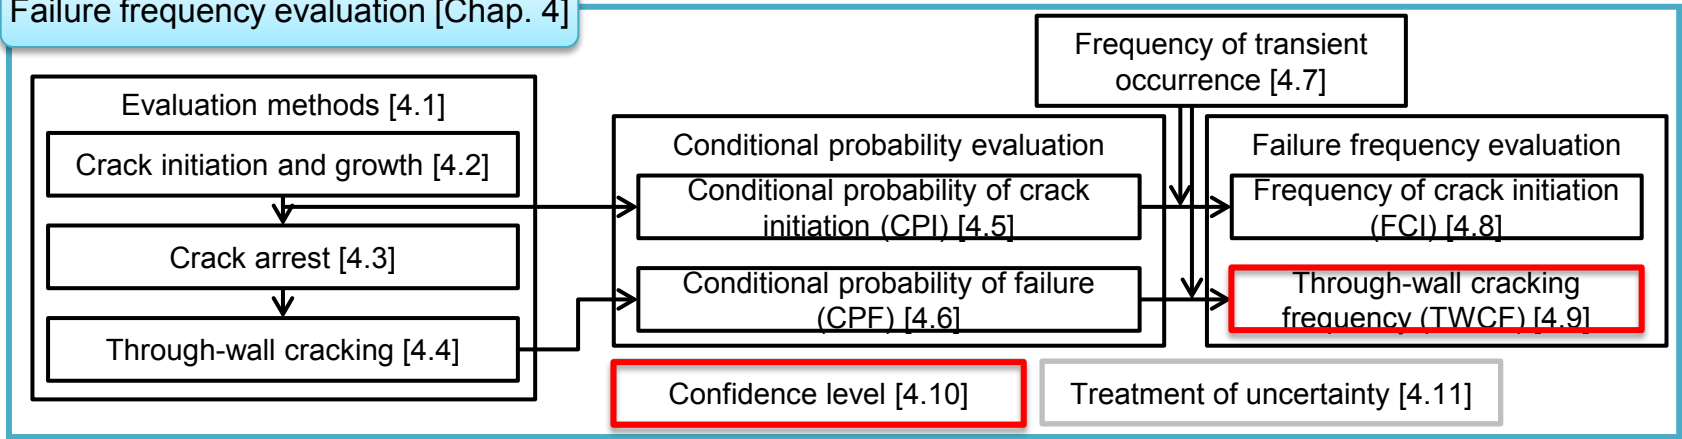 Failure frequency evaluation [Chap. 4]
Evaluation methods [4.1]
Crack initiation and growth [4.2]
Crack arrest [4.3]
Through-wall cracking [4.4]
Conditional probability evaluation
Conditional probability of crack
initiation (CPI) [4.5]
Conditional probability of failure
(CPF) [4.6]
Frequency of transient
occurrence [4.7]
Failure frequency evaluation
Frequency of crack initiation
(FCI) [4.8]
Through-wall cracking
frequency (TWCF) [4.9]
Confidence level [4.10]
Treatment of uncertainty [4.11]